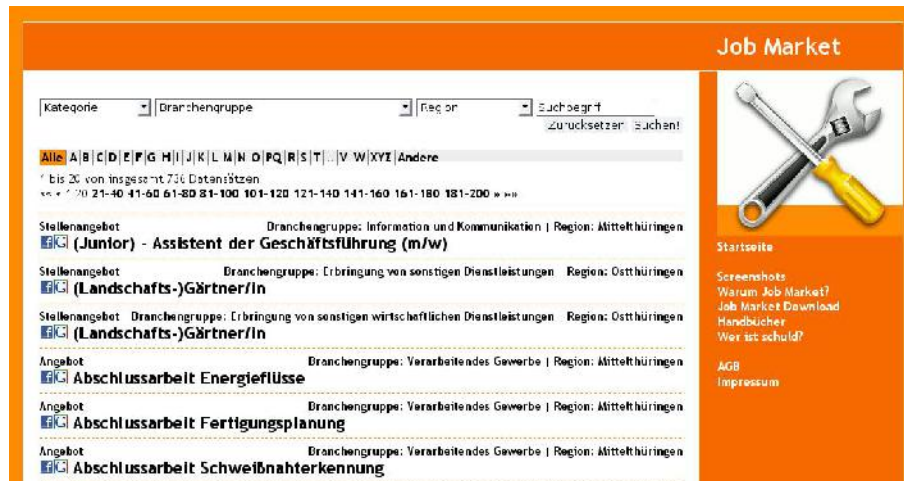 Job Market
Kategorie Branchengruppe Region Suchbegriff
Zurücksetzen Suchen!
Alle A B C D E F G H I J K L M N O PQ R S T U V W XYZ Andere
1 bis 20 von insgesamt 736 Datensätzen
«« « 1-20 21-40 41-60 61-80 81-100 101-120 121-140 141-160 161-180 181-200 » »»
Stellenangebot Branchengruppe: Information und Kommunikation | Region: Mittelthüringen
(Junior) - Assistent der Geschäftsführung (m/w)
Stellenangebot Branchengruppe: Erbringung von sonstigen Dienstleistungen Region: Ostthüringen
(Landschafts-)Gärtner/in
Stellenangebot Branchengruppe: Erbringung von sonstigen wirtschaftlichen Dienstleistungen Region: Ostthüringen
(Landschafts-)Gärtner/in
Angebot Branchengruppe: Verarbeitendes Gewerbe | Region: Mittelthüringen
Abschlussarbeit Energieflüsse
Angebot Branchengruppe: Verarbeitendes Gewerbe | Region: Mittelthüringen
Abschlussarbeit Fertigungsplanung
Angebot Branchengruppe: Verarbeitendes Gewerbe | Region: Mittelthüringen
Abschlussarbeit Schweißnahterkennung
Startseite
Screenshots
Warum Job Market?
Job Market Download
Handbücher
Wer ist schuld?
AGB
Impressum